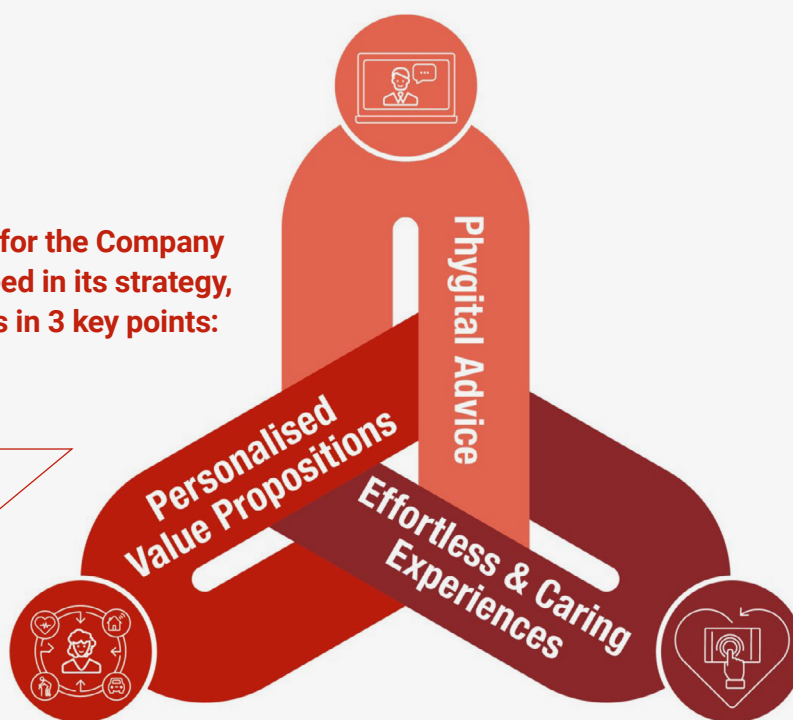 for the Company
ed in its strategy,
s in 3 key points:
Phygital Advice
Personalised
Value Propositions
Effortless & Caring
Experiences